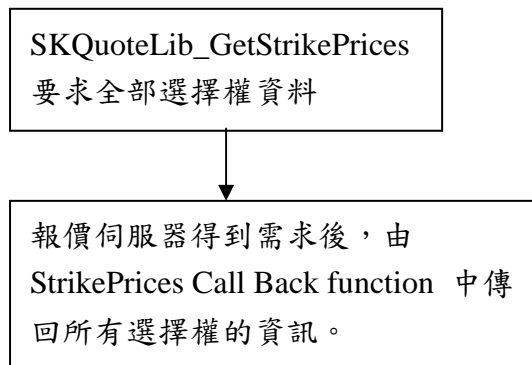 SKQuoteLib_GetStrikePrices
要求全部選擇權資料
報價伺服器得到需求後，由
StrikePrices Call Back function 中傳
回所有選擇權的資訊。